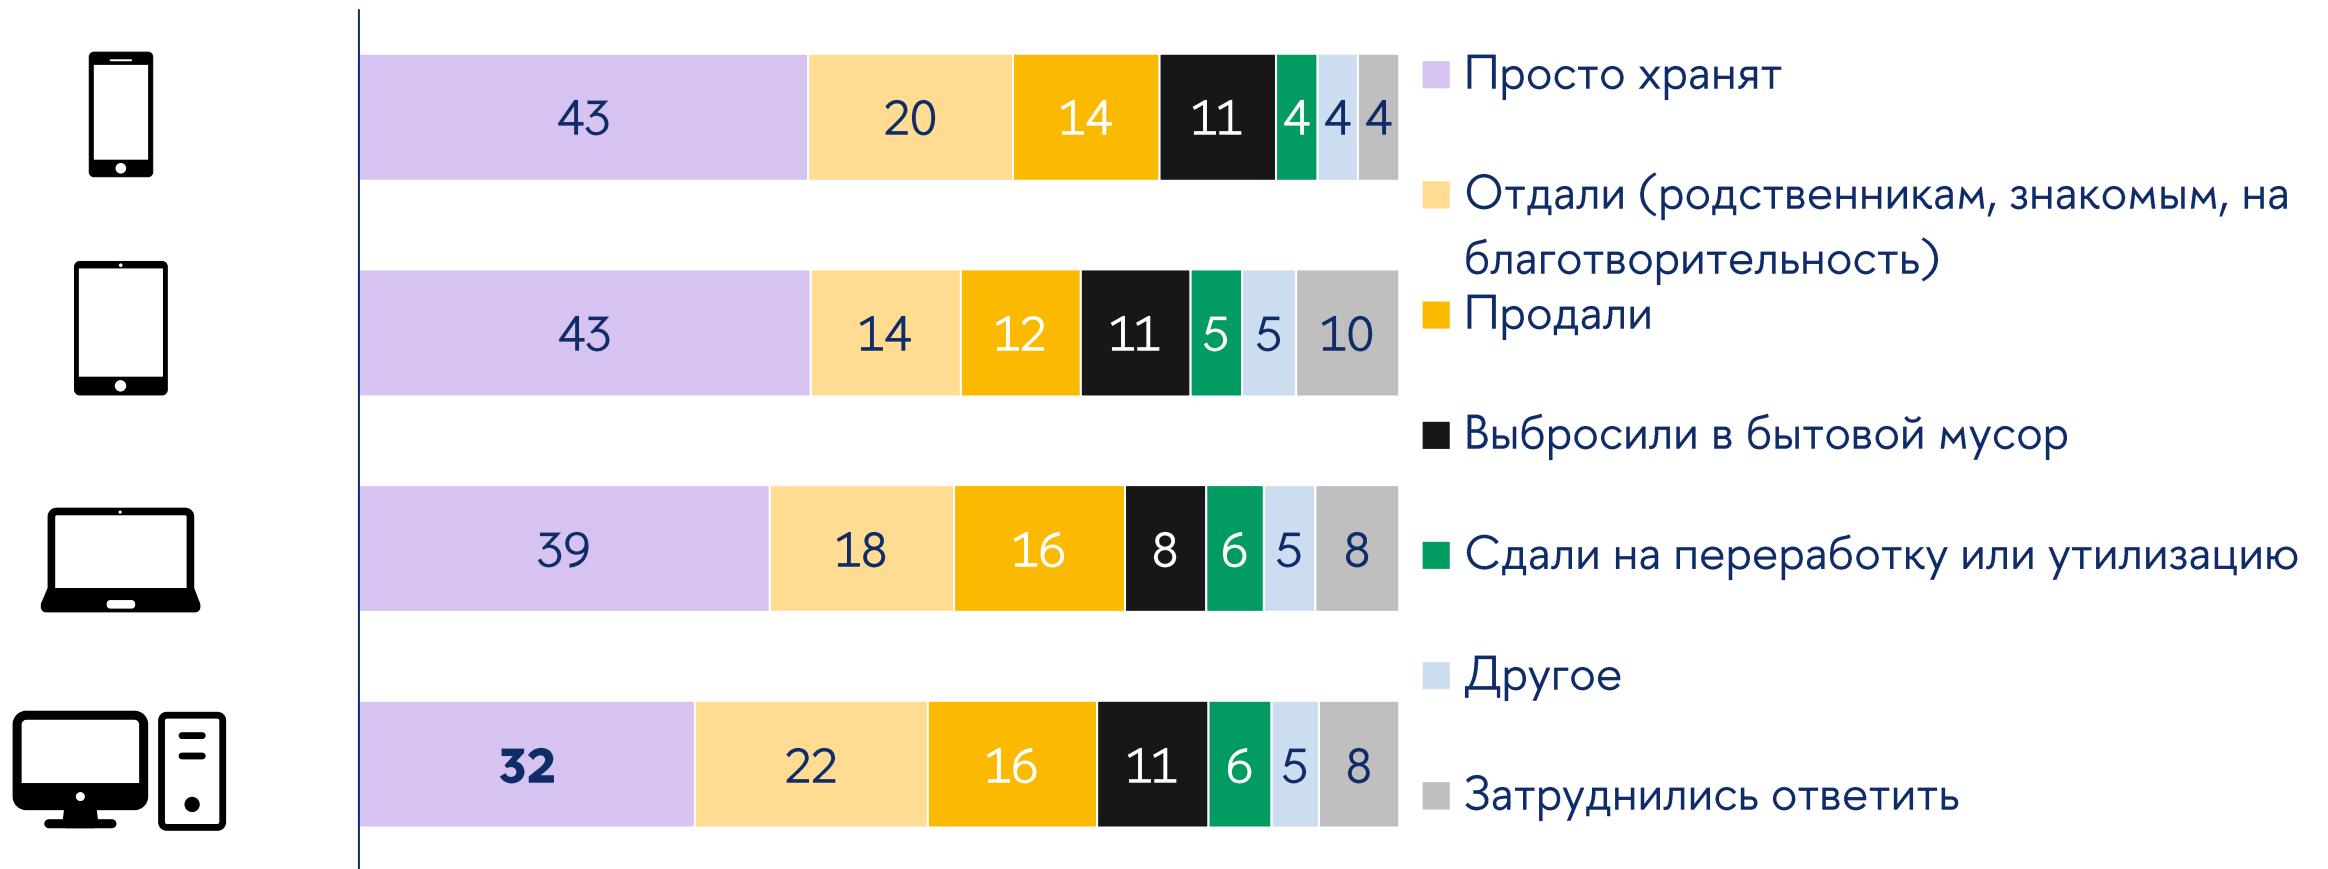 43 20 14 11 4 4 4
43 14 12 11 5 5 10
39 18 16 8 6 5 8
32 22 16 11 6 5 8
Просто хранят
Отдали (родственникам, знакомым, на
благотворительность)
Продали
Выбросили в бытовой мусор
Сдали на переработку или утилизацию
Другое
Затруднились ответить